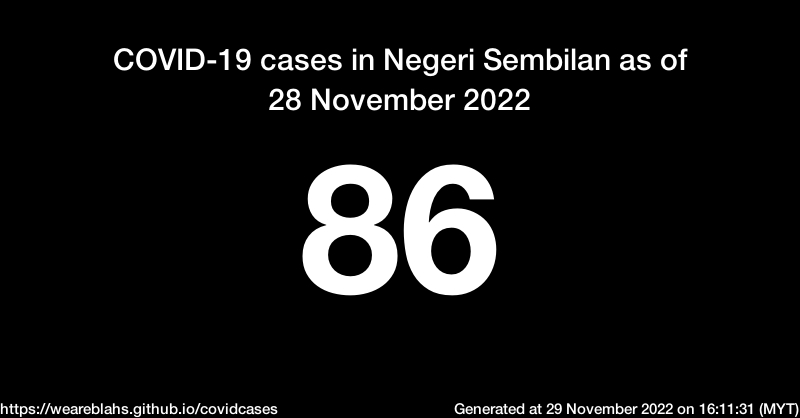 COVID-19 cases in Negeri Sembilan as of
28 November 2022
86
https://weareblahs.github.io/covidcases
Generated at 29 November 2022 on 16:11:31 (MYT)